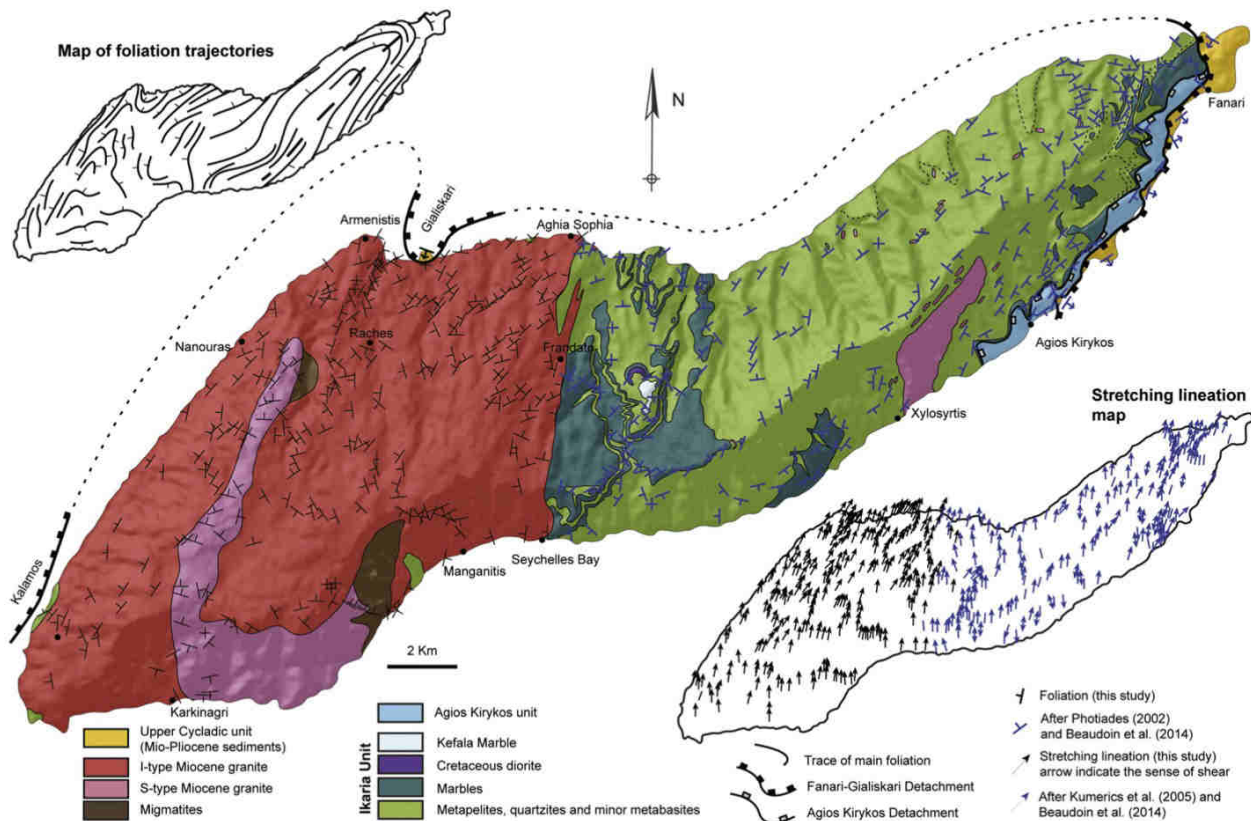 Map of foliation trajectories
N
Fanari
Gialiskari
Armenistis
Aghia Sophia
Nanouras
Raches
Frandato
Agios Kirykos
Xylosyrtis
Stretching lineation
map
Kalamos
Manganitis
Seychelles Bay
2 Km
Karkinagri
Upper Cycladic unit
(Mio-Pliocene sediments)
I-type Miocene granite
S-type Miocene granite
Migmatites
Ikaria Unit
Agios Kirykos unit
Kefala Marble
Cretaceous diorite
Marbles
Metapelites, quartzites and minor metabasites
Trace of main foliation
Fanari-Gialiskari Detachment
Agios Kirykos Detachment
Foliation (this study)
After Photiades (2002)
and Beaudoin et al. (2014)
Stretching lineation (this study)
arrow indicate the sense of shear
After Kumerics et al. (2005) and
Beaudoin et al. (2014)